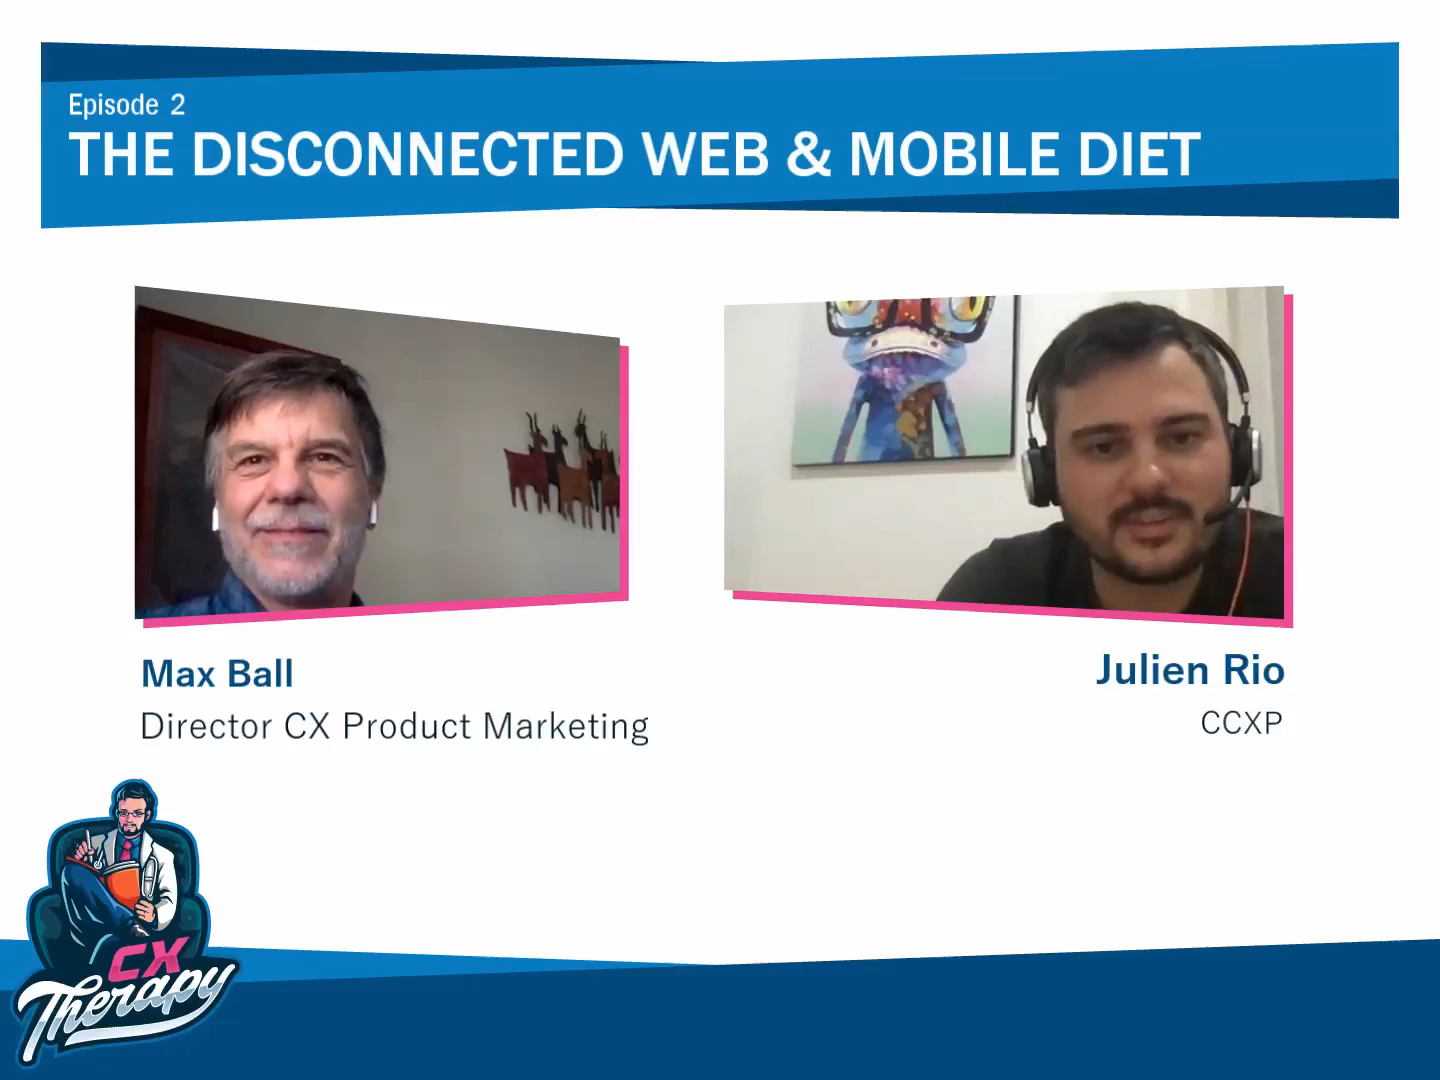 Episode 2
THE DISCONNECTED WEB & MOBILE DIET
Max Ball
Director CX Product Marketing
Julien Rio
CCXP
CX
Therapy